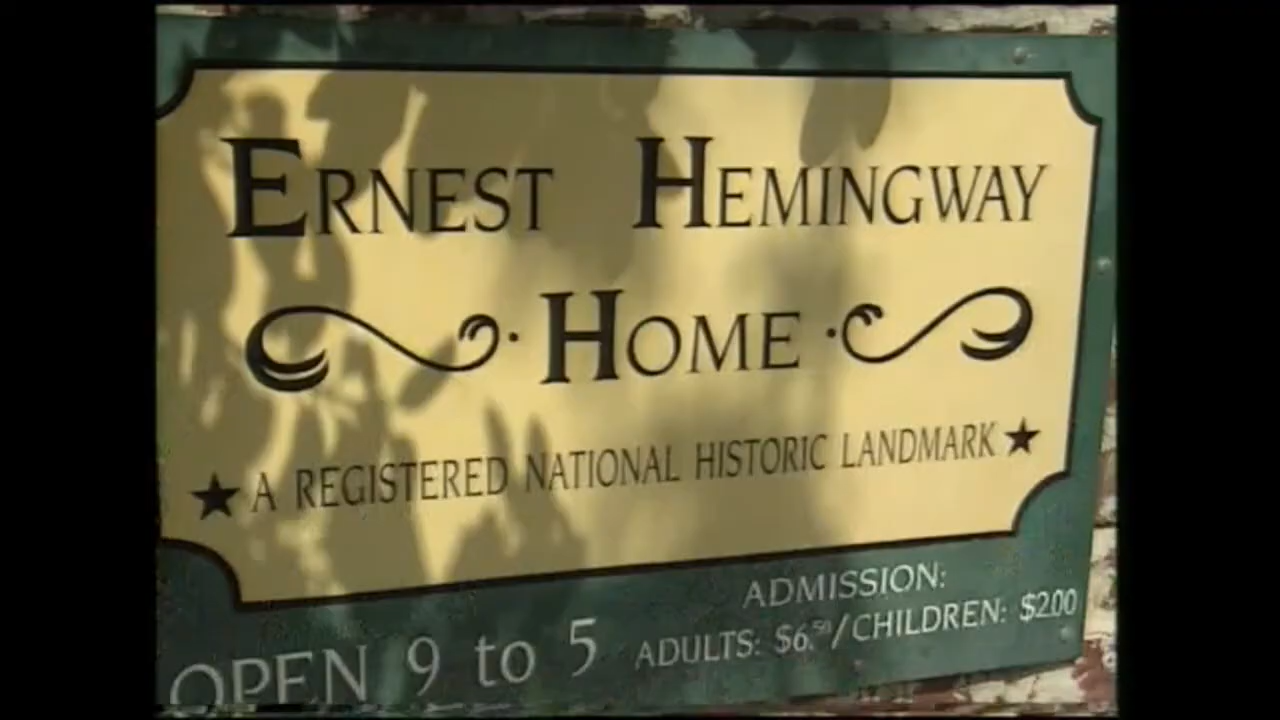 ERNEST HEMINGWAY
HOME
★ A REGISTERED NATIONAL HISTORIC LANDMARK ★
ADMISSION:
OPEN 9 to 5 ADULTS: $6.50/CHILDREN: $2.00